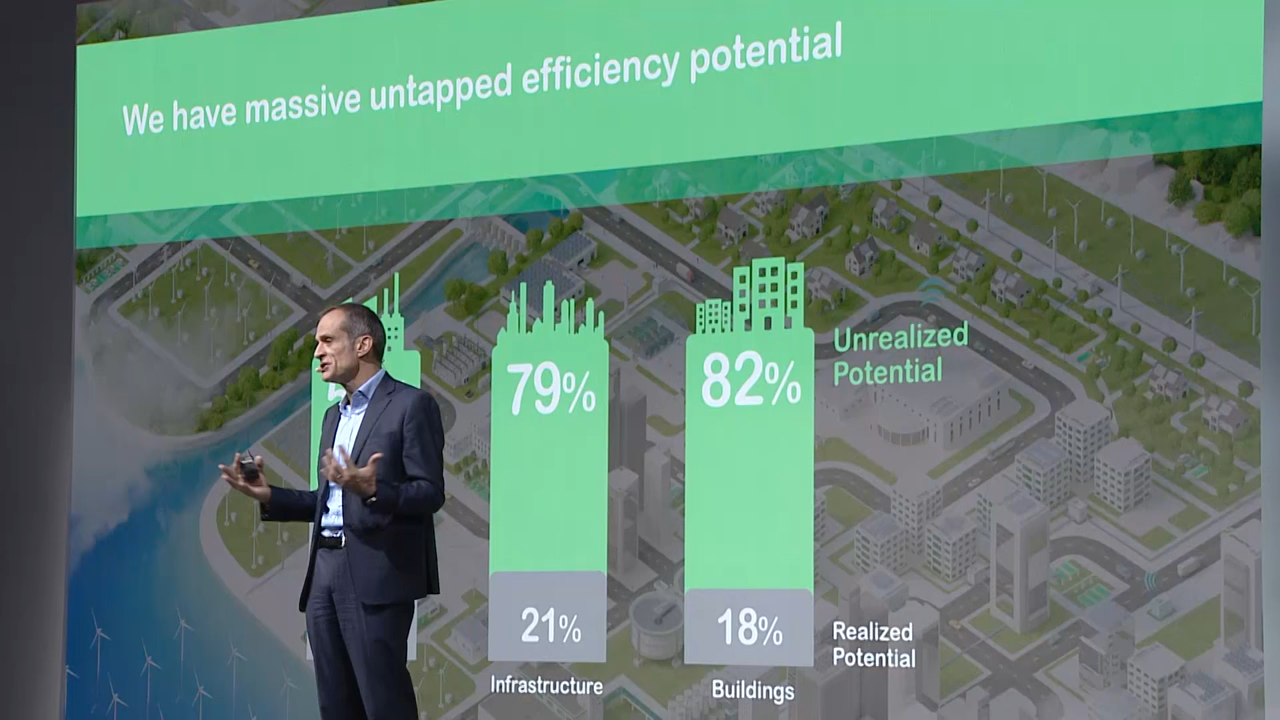 We have massive untapped efficiency potential
79%
82%
Unrealized
Potential
21%
18%
Realized
Potential
Infrastructure
Buildings